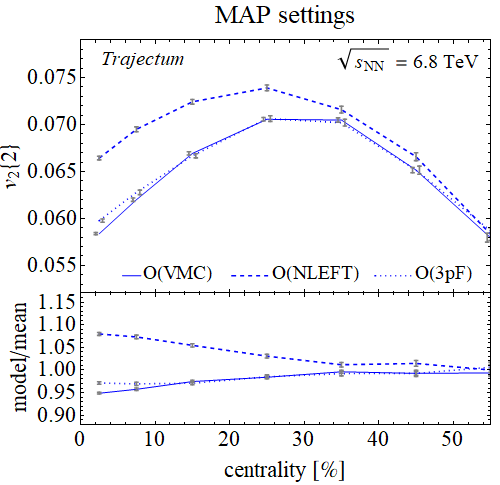 MAP settings
Trajectum
√sNN = 6.8 TeV
v2{2}
0.075
0.070
0.065
0.060
0.055
O(VMC) O(NLEFT) O(3pF)
model/mean
1.15
1.10
1.05
1.00
0.95
0.90
0 10 20 30 40 50
centrality [%]